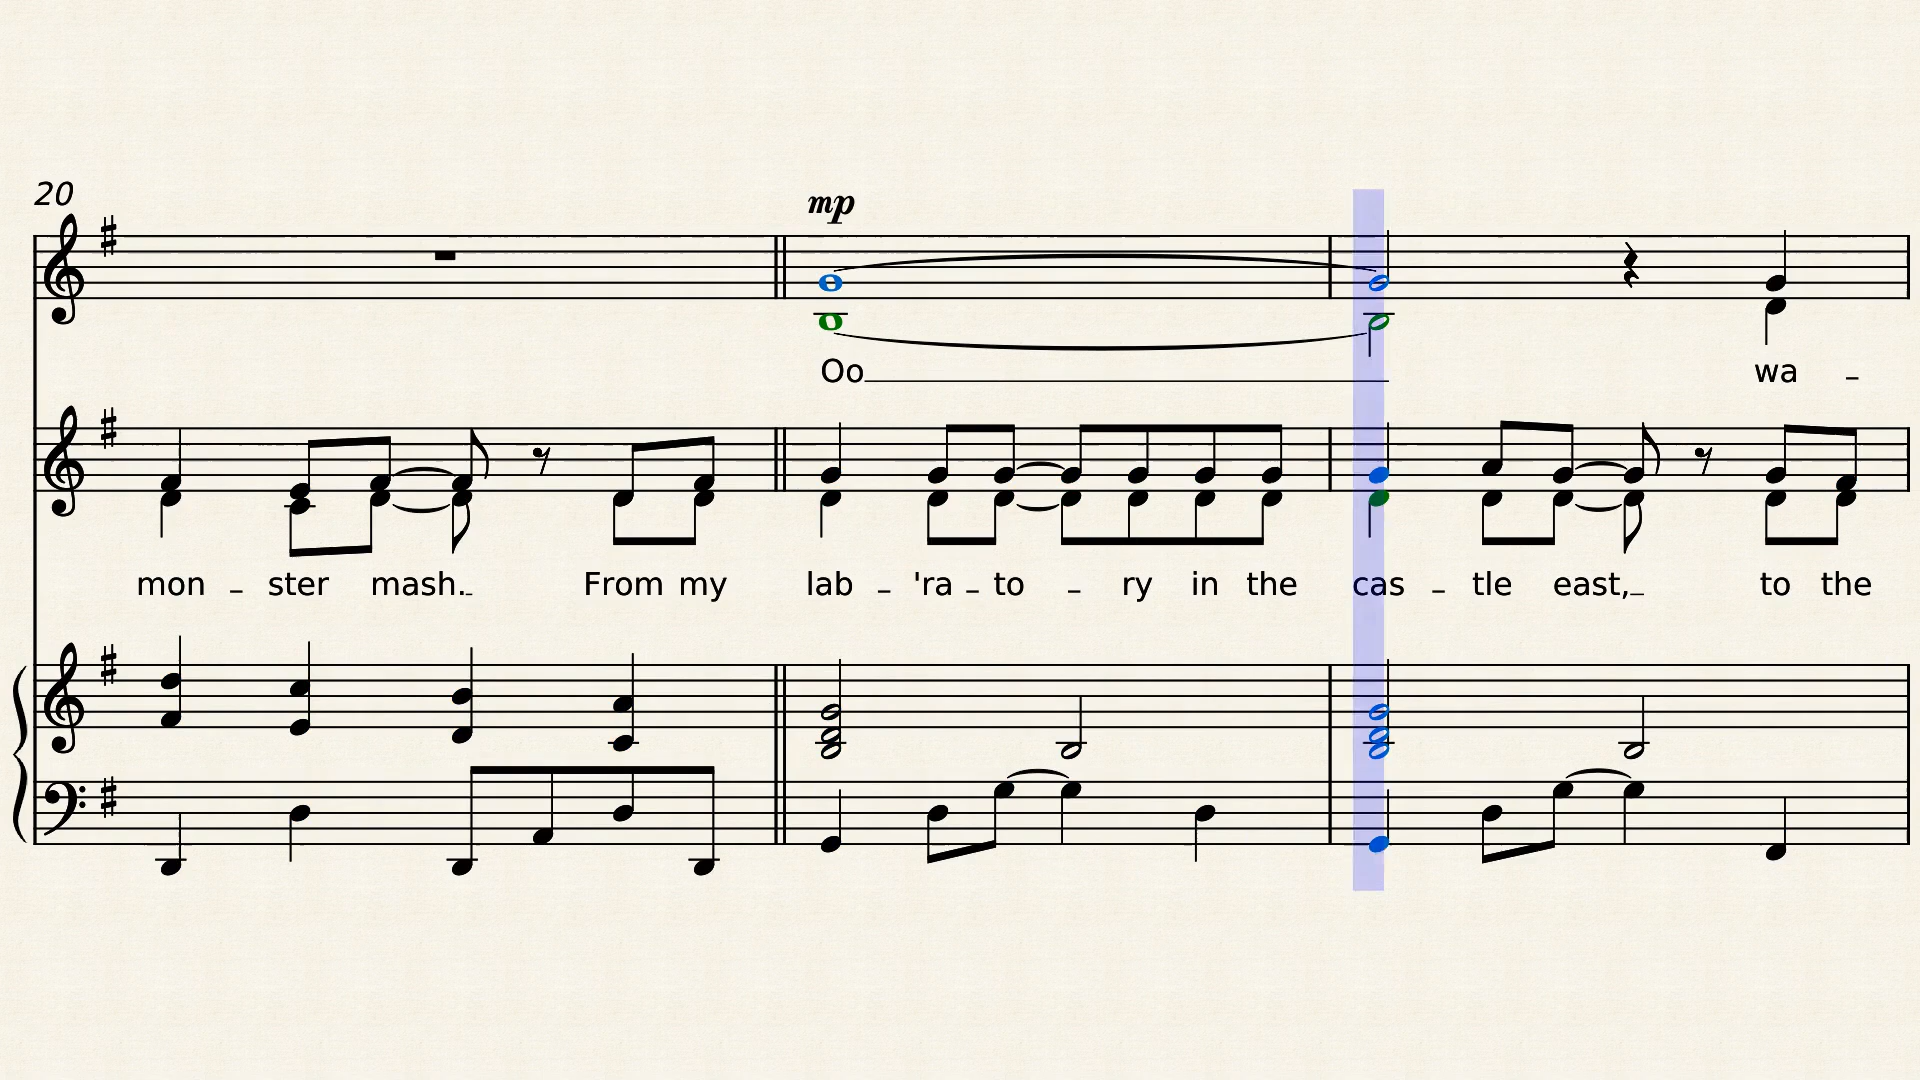 20
mp
Oo wa -
mon - ster mash. From my lab - 'ra - to - ry in the cas - tle east, to the